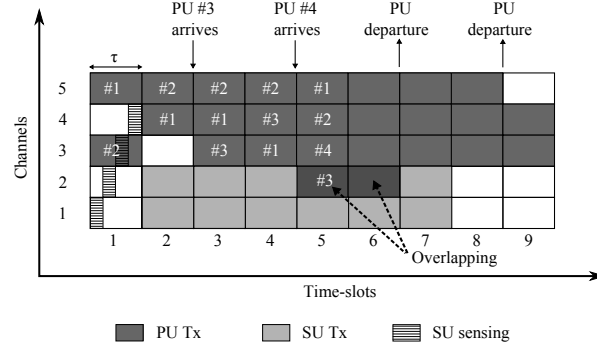 PU #3 PU #4 PU PU
arrives arrives departure departure
τ
5 #1 #2 #2 #2 #1
4 #1 #1 #3 #2
3 #2 #3 #1 #4
2 #3
1
1 2 3 4 5 6 7 8 9
Overlapping
Channels
Time-slots
PU Tx SU Tx SU sensing